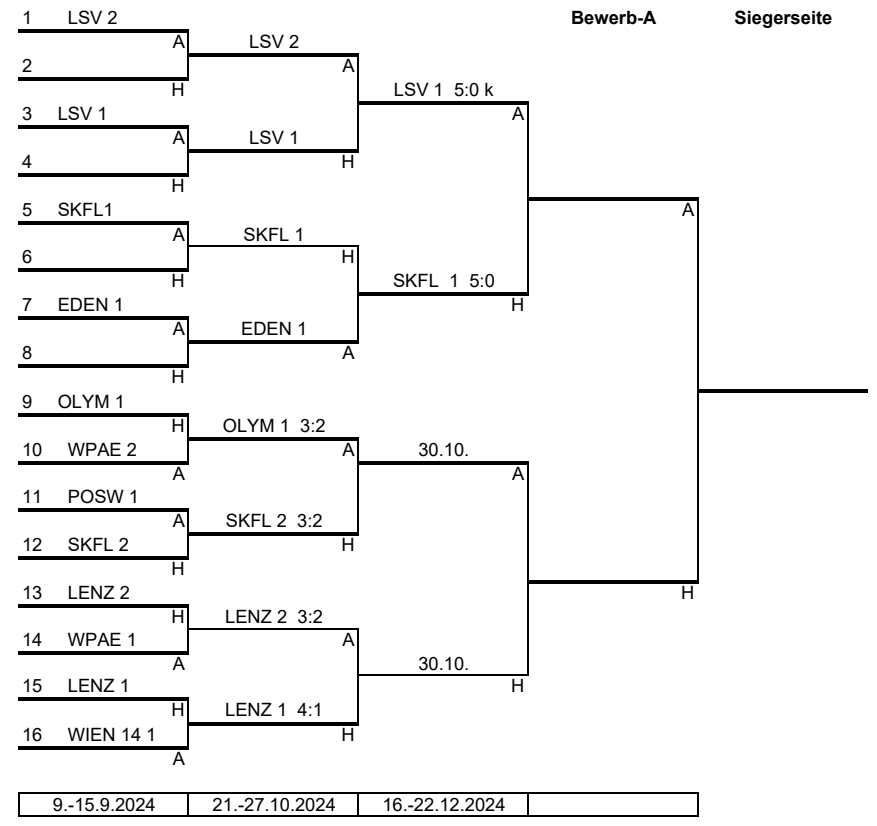 Bewerb-A Siegerseite
1 LSV 2
A
LSV 2
A
2
H
LSV 1 5:0 k
A
3 LSV 1
A
LSV 1
H
4
H
A
5 SKFL1
A
SKFL 1
H
6
H
SKFL 1 5:0
H
7 EDEN 1
A
EDEN 1
A
8
H
9 OLYM 1
H
OLYM 1 3:2
A
10 WPAE 2
A
30.10.
A
11 POSW 1
A
SKFL 2 3:2
H
12 SKFL 2
H
H
13 LENZ 2
H
LENZ 2 3:2
A
14 WPAE 1
A
30.10.
H
15 LENZ 1
H
LENZ 1 4:1
H
16 WIEN 14 1
A
9.-15.9.2024 21.-27.10.2024 16.-22.12.2024